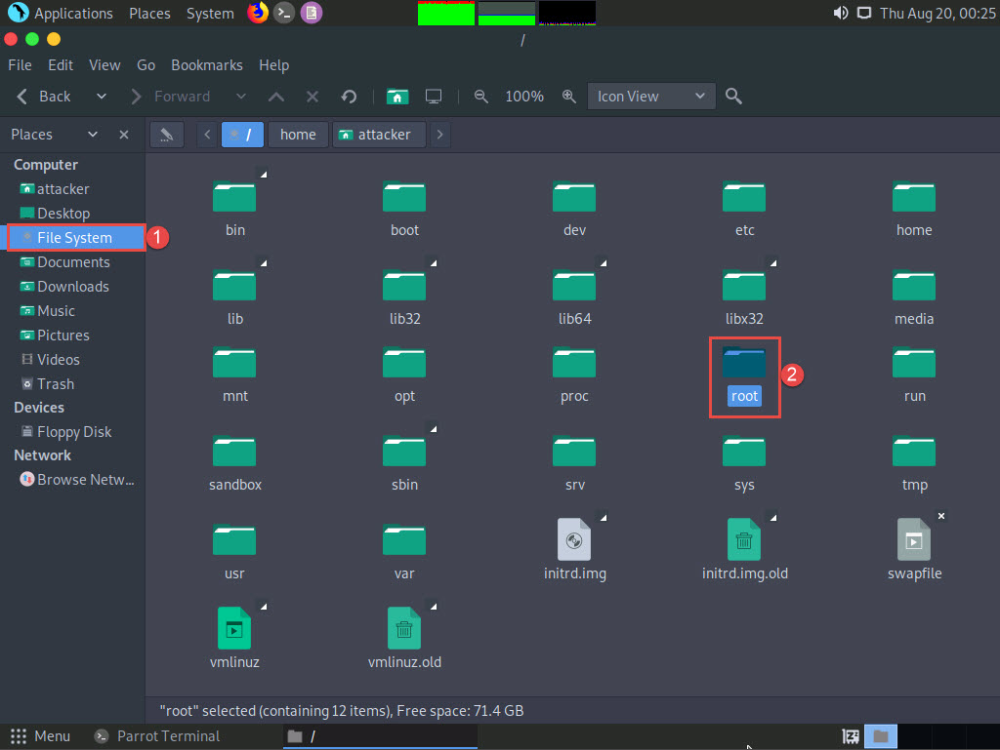 Applications Places System Thu Aug 20, 00:25
/
File Edit View Go Bookmarks Help
Back Forward 100% Icon View
Places / home attacker
Computer
attacker
Desktop
File System 1
Documents
Downloads
Music
Pictures
Videos
Trash
Devices
Floppy Disk
Network
Browse Netw...
bin boot dev etc home
lib lib32 lib64 libx32 media
mnt opt proc root 2 run
sandbox sbin srv sys tmp
usr var initrd.img initrd.img.old swapfile
vmlinuz vmlinuz.old
"root" selected (containing 12 items), Free space: 71.4 GB
Menu Parrot Terminal /